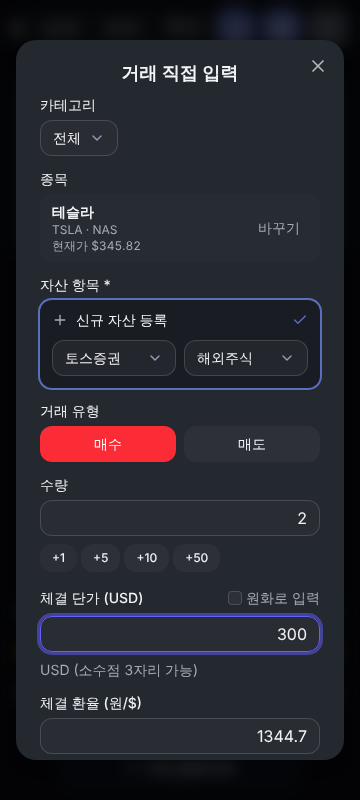 거래 직접 입력
카테고리
전체
종목
테슬라
TSLA · NAS
현재가 $345.82
바꾸기
자산 항목 *
신규 자산 등록
토스증권
해외주식
거래 유형
매수
매도
수량
2
+1
+5
+10
+50
체결 단가 (USD)
원화로 입력
300
USD (소수점 3자리 가능)
체결 환율 (원/$)
1344.7